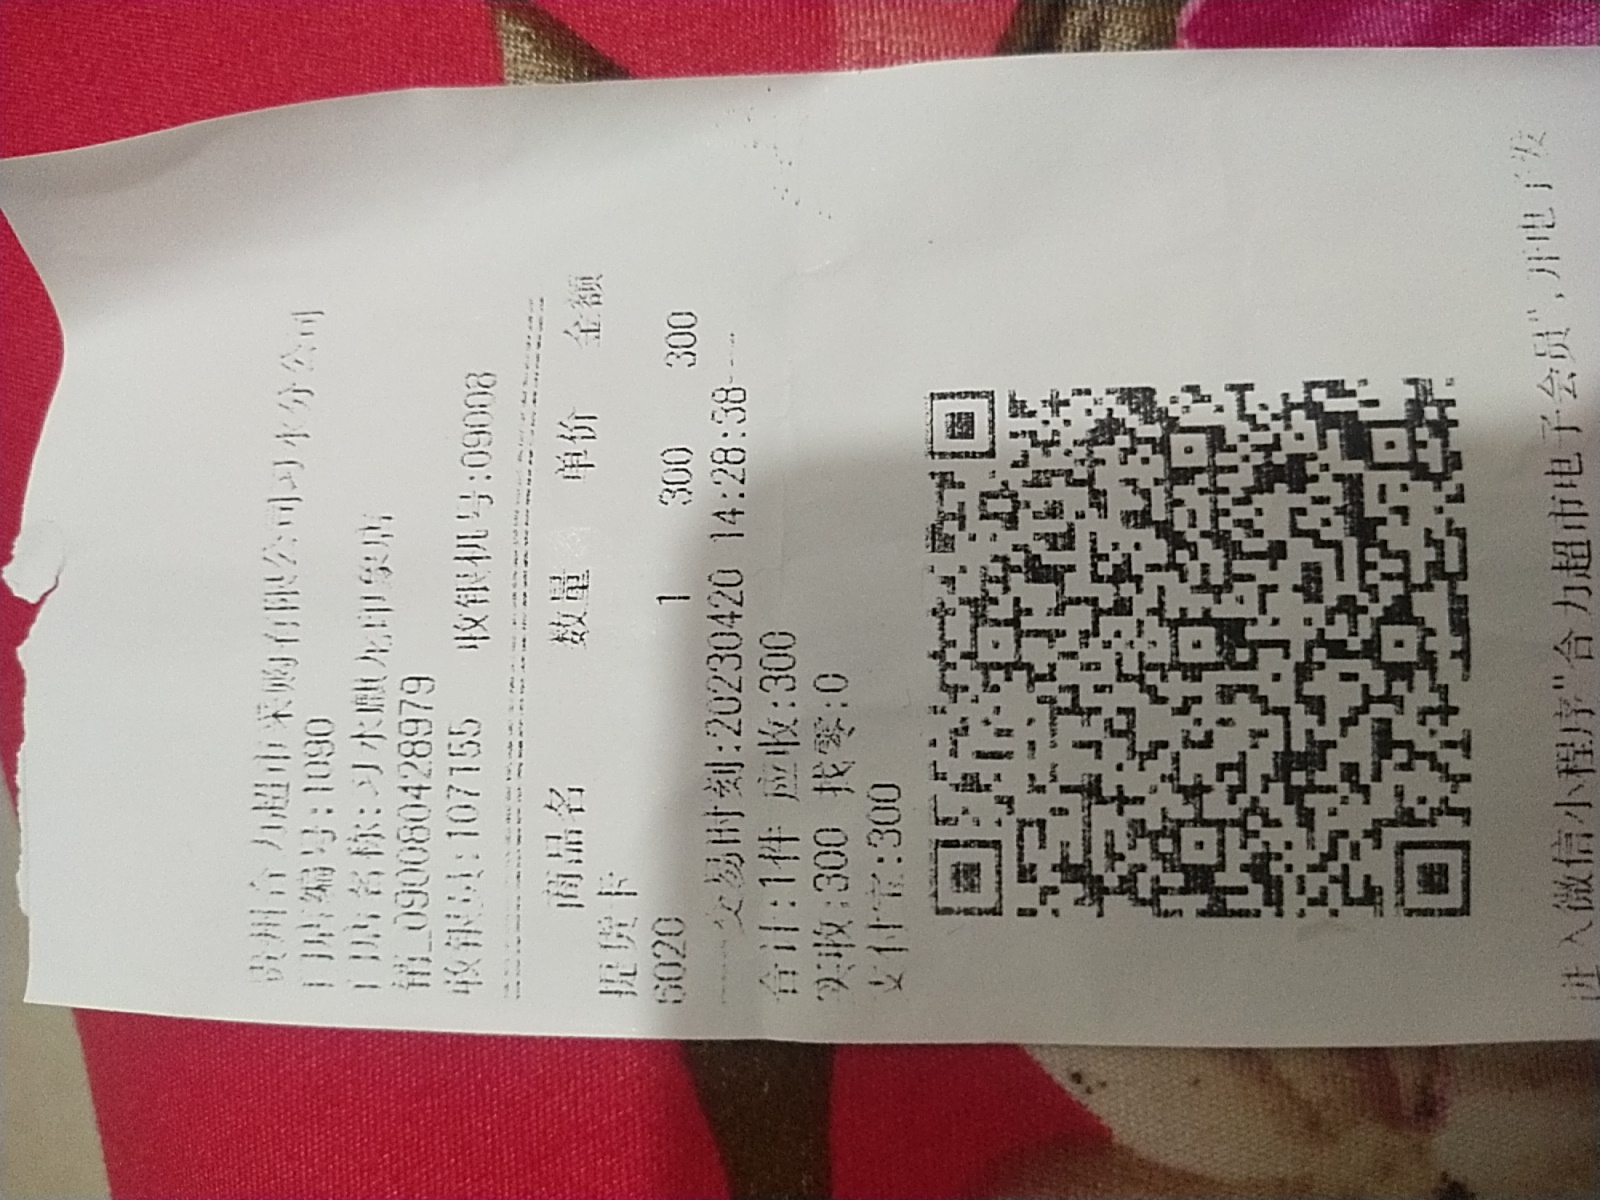 贵州合力超市采购有限公司习水分公司
门店编号:1090
门店名称:习水飘龙印象店
销_090080428979
收银员:107155 收银机号:09008
商品名 数量 单价 金额
提货卡
6020 1 300 300
----交易时刻:20230420 14:28:38----
合计:1件 应收:300
实收:300 找零:0
支付宝:300
进入微信小程序"合力超市电子会员",开电子发